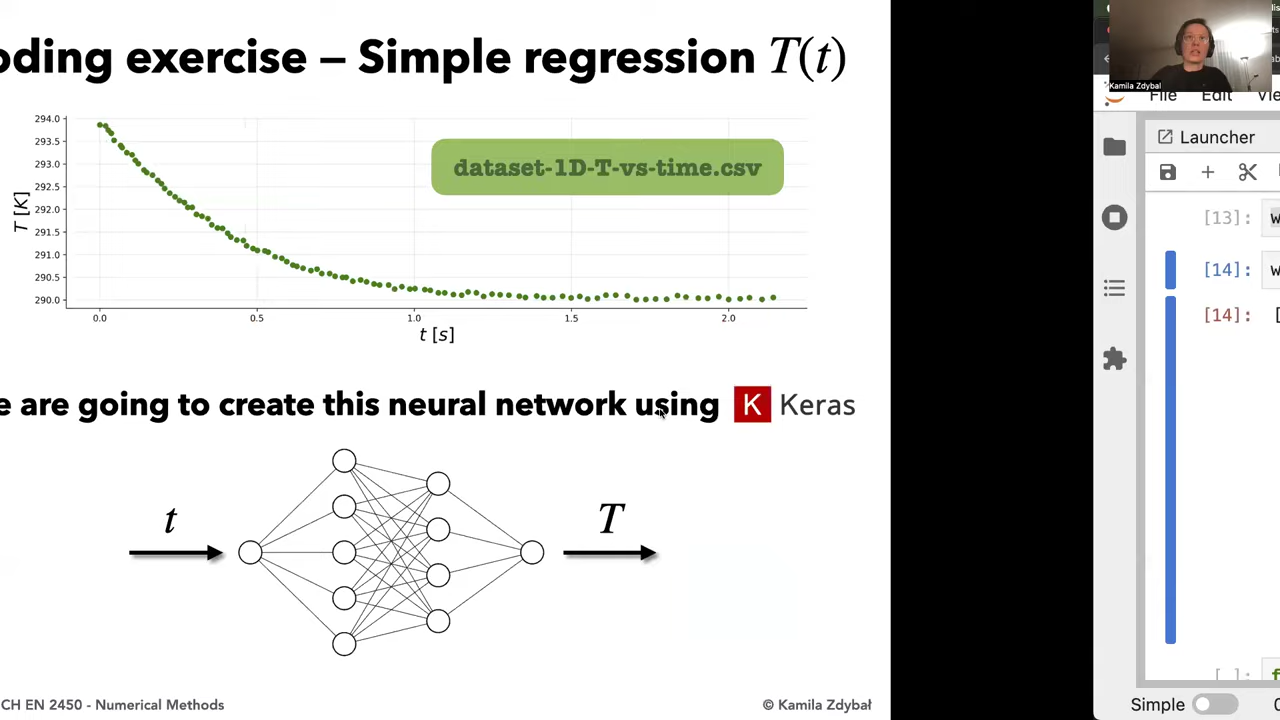 oding exercise – Simple regression T(t)
294.0
293.5
293.0
292.5
292.0
291.5
291.0
290.5
290.0
T [K]
dataset-1D-T-vs-time.csv
0.0 0.5 1.0 1.5 2.0
t [s]
e are going to create this neural network using K Keras
t
T
CH EN 2450 - Numerical Methods
© Kamila Zdybał
Kamila Zdybał
File Edit Vie
Launcher
[13]:
[14]:
[14]:
[ ]:
Simple